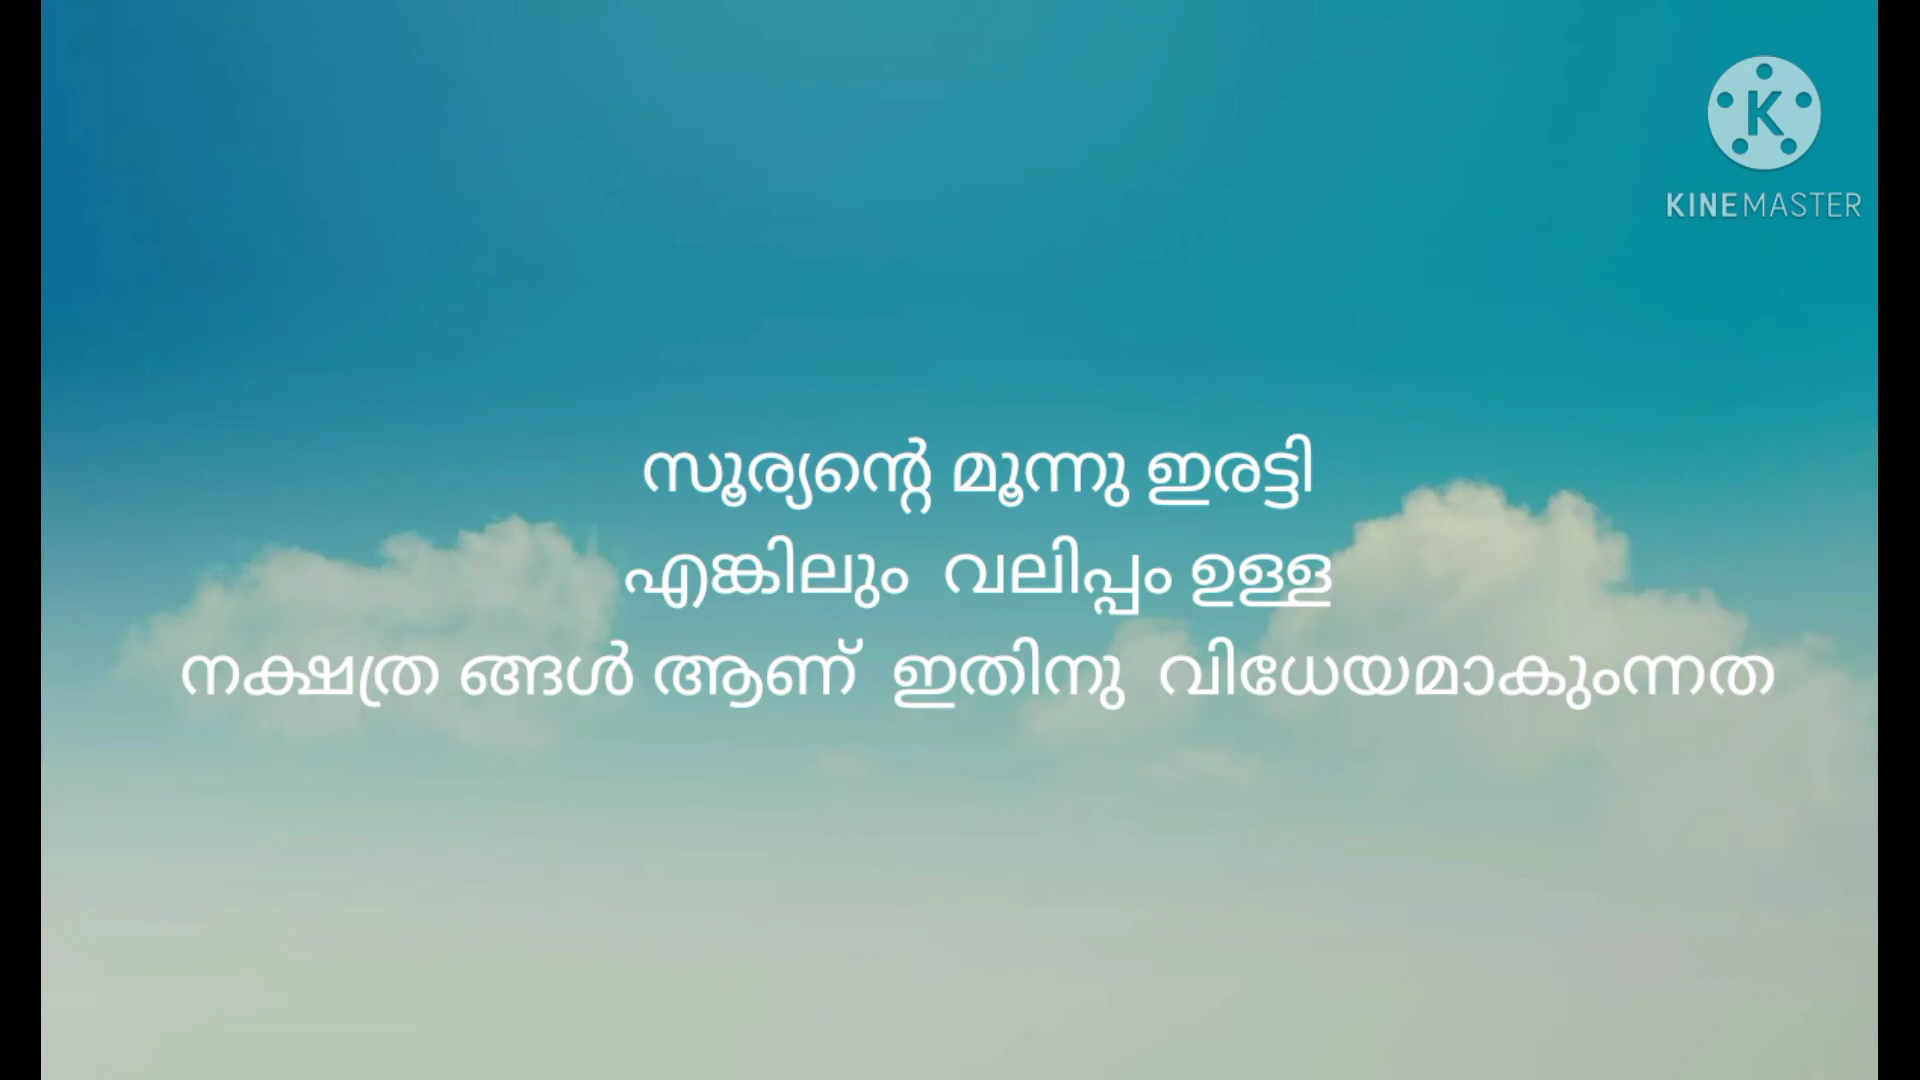 KINEMASTER
സൂര്യന്റെ മൂന്നു ഇരട്ടി
എങ്കിലും വലിപ്പം ഉള്ള
നക്ഷത്ര ങ്ങൾ ആണ് ഇതിനു വിധേയമാകുംന്നത